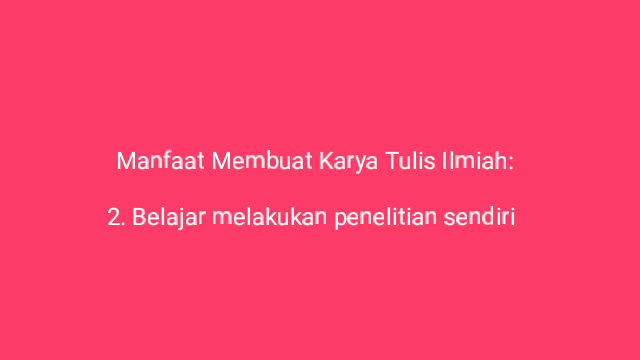 Manfaat Membuat Karya Tulis Ilmiah:
2. Belajar melakukan penelitian sendiri